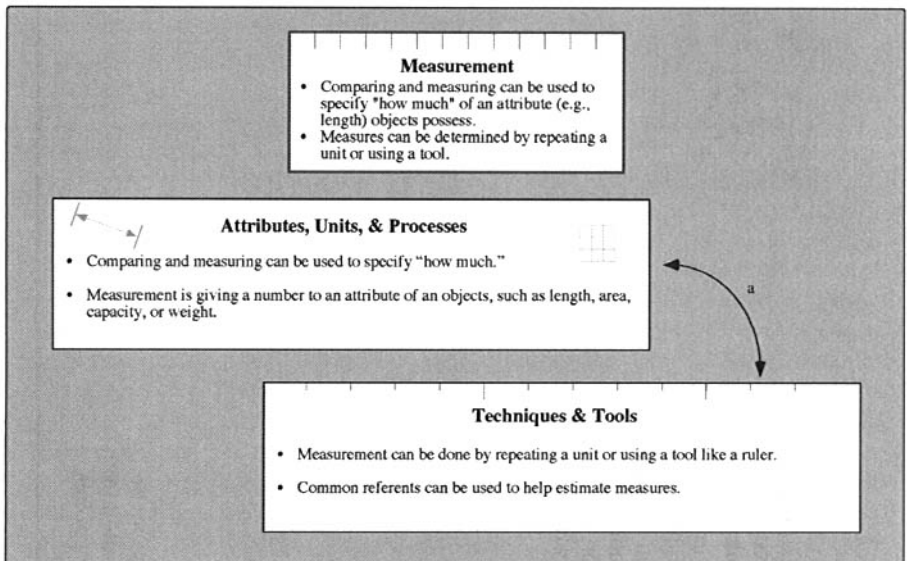 Measurement
• Comparing and measuring can be used to
specify "how much" of an attribute (e.g.,
length) objects possess.
• Measures can be determined by repeating a
unit or using a tool.
Attributes, Units, & Processes
• Comparing and measuring can be used to specify “how much.”
• Measurement is giving a number to an attribute of an objects, such as length, area,
capacity, or weight.
a
Techniques & Tools
• Measurement can be done by repeating a unit or using a tool like a ruler.
• Common referents can be used to help estimate measures.